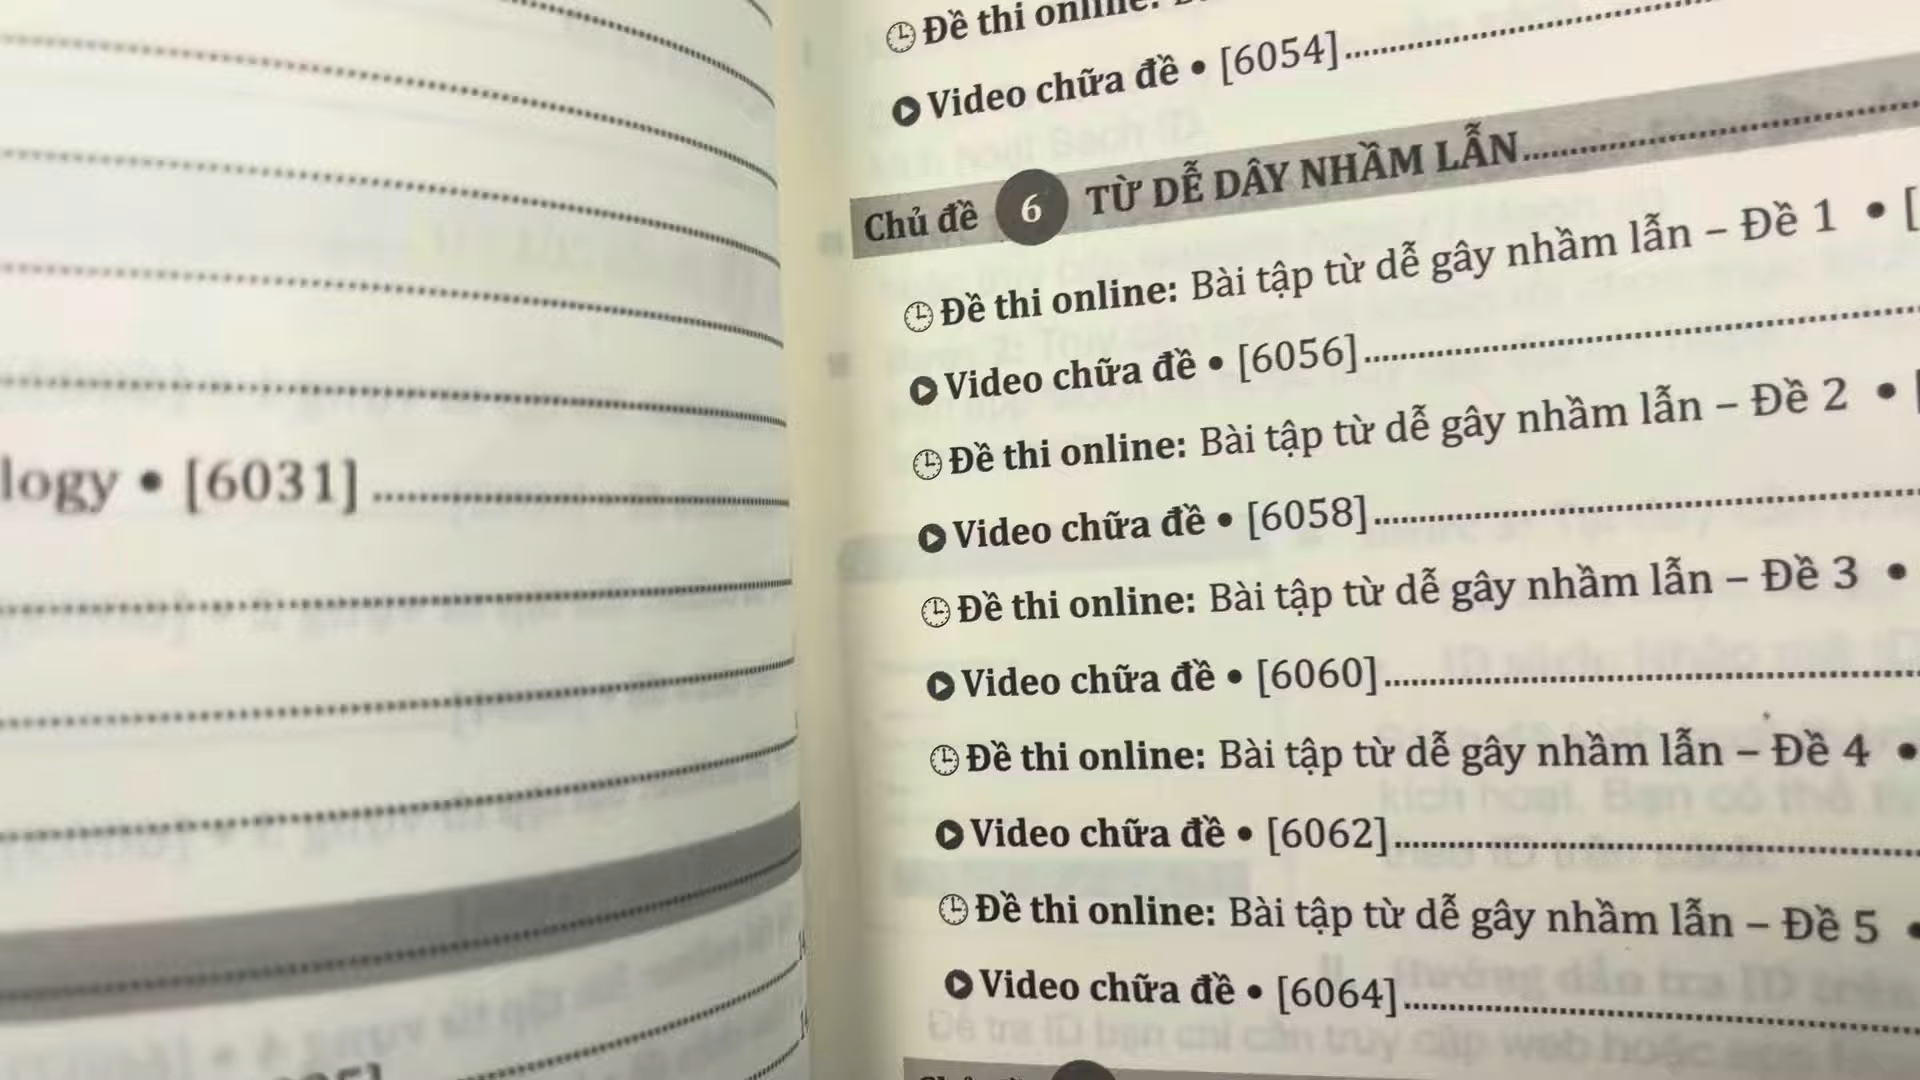 logy • [6031]
Đề thi online:
Video chữa đề • [6054]
Chủ đề 6 TỪ DỄ DÂY NHẦM LẪN
Đề thi online: Bài tập từ dễ gây nhầm lẫn – Đề 1 • [
Video chữa đề • [6056]
Đề thi online: Bài tập từ dễ gây nhầm lẫn – Đề 2 • [
Video chữa đề • [6058]
Đề thi online: Bài tập từ dễ gây nhầm lẫn – Đề 3 •
Video chữa đề • [6060]
Đề thi online: Bài tập từ dễ gây nhầm lẫn – Đề 4 •
Video chữa đề • [6062]
Đề thi online: Bài tập từ dễ gây nhầm lẫn – Đề 5 •
Video chữa đề • [6064]